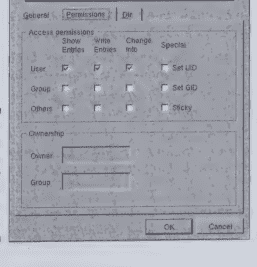 General Permissions Dir
Access permissions
Show Entries Write Entries Change Into Special
User Set UID
Group Set GID
Others Sticky
Ownership
Owner
Group
OK Cancel